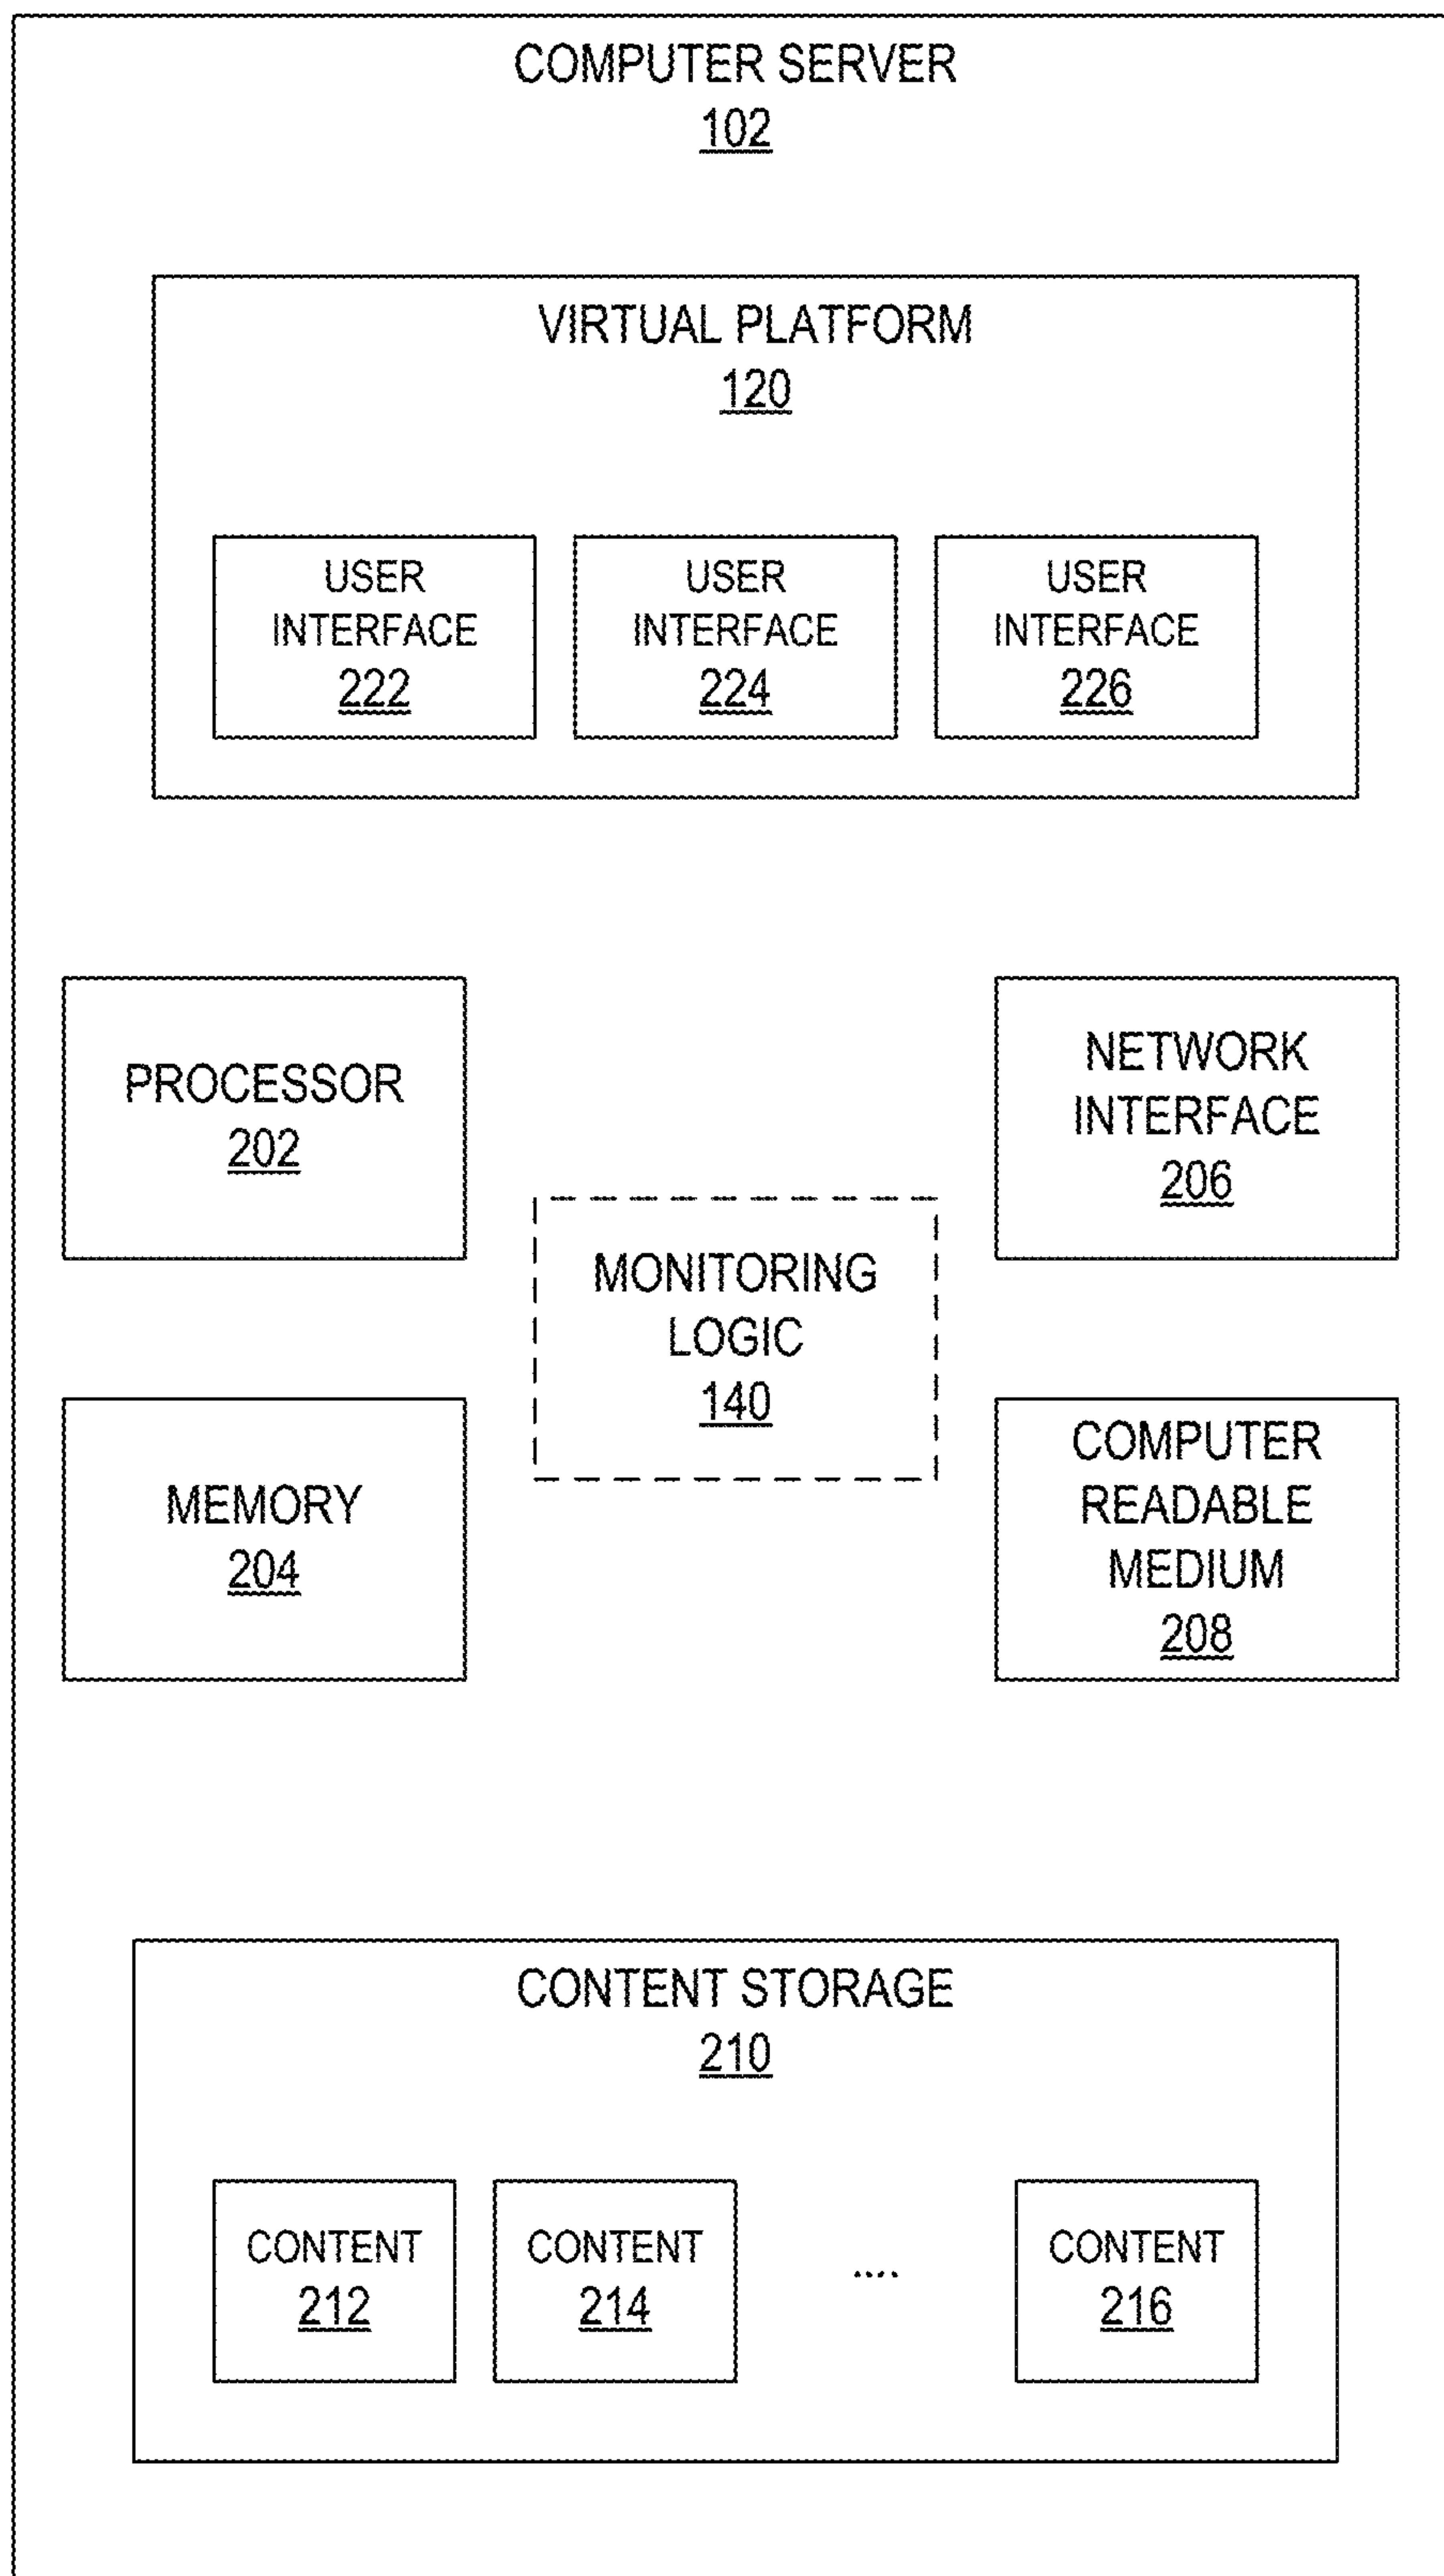 COMPUTER SERVER
102
VIRTUAL PLATFORM
120
USER
INTERFACE
222
USER
INTERFACE
224
USER
INTERFACE
226
PROCESSOR
202
NETWORK
INTERFACE
206
MONITORING
LOGIC
140
MEMORY
204
COMPUTER
READABLE
MEDIUM
208
CONTENT STORAGE
210
CONTENT
212
CONTENT
214
....
CONTENT
216